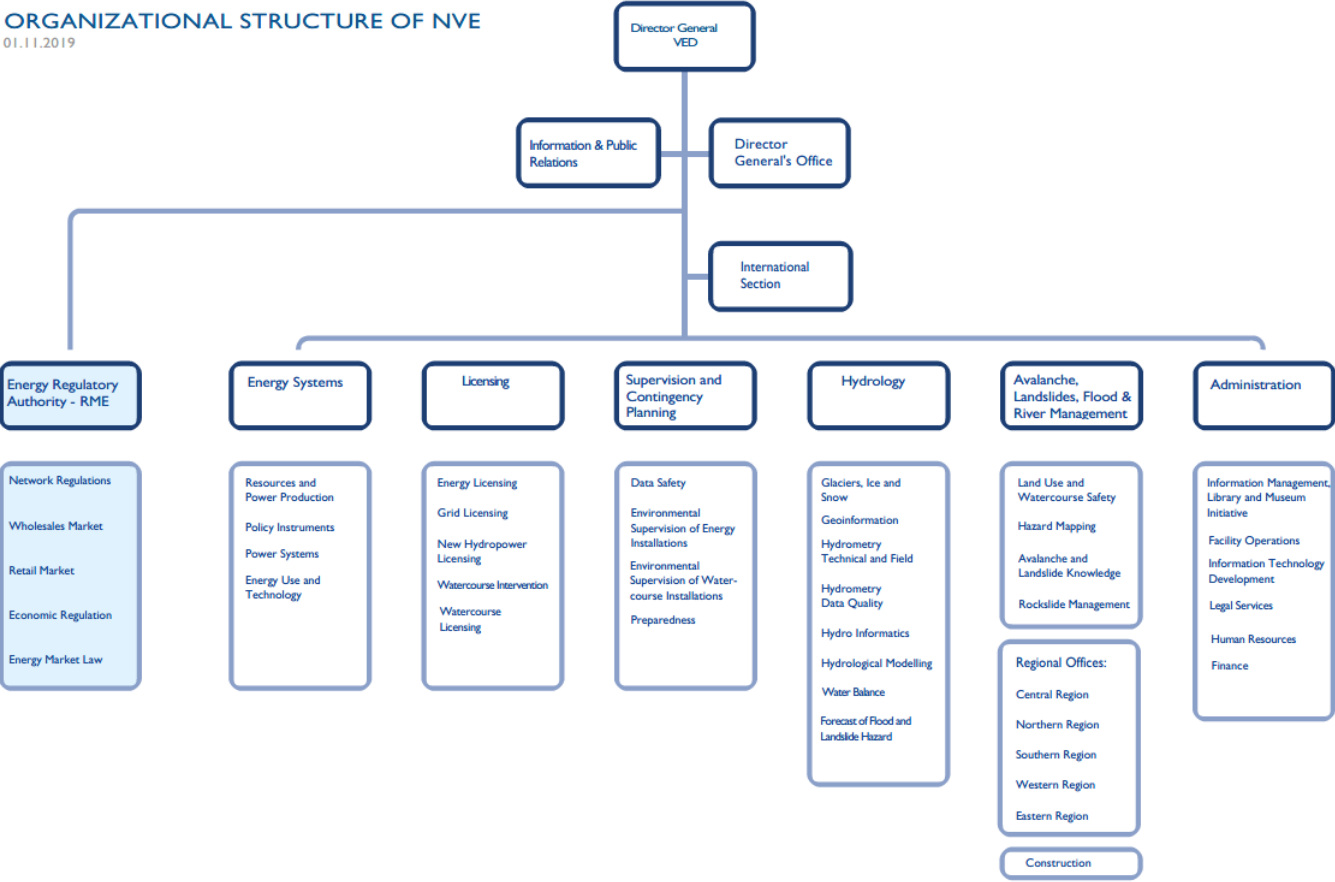 ORGANIZATIONAL STRUCTURE OF NVE
01.11.2019
Director General
VED
Information & Public
Relations
Director
General's Office
International
Section
Energy Regulatory
Authority - RME
Network Regulations
Wholesales Market
Retail Market
Economic Regulation
Energy Market Law
Energy Systems
Resources and
Power Production
Policy Instruments
Power Systems
Energy Use and
Technology
Licensing
Energy Licensing
Grid Licensing
New Hydropower
Licensing
Watercourse Intervention
Watercourse
Licensing
Supervision and
Contingency
Planning
Data Safety
Environmental
Supervision of Energy
Installations
Environmental
Supervision of Water-
course Installations
Preparedness
Hydrology
Glaciers, Ice and
Snow
Geoinformation
Hydrometry
Technical and Field
Hydrometry
Data Quality
Hydro Informatics
Hydrological Modelling
Water Balance
Forecast of Flood and
Landslide Hazard
Avalanche,
Landslides, Flood &
River Management
Land Use and
Watercourse Safety
Hazard Mapping
Avalanche and
Landslide Knowledge
Rockslide Management
Regional Offices:
Central Region
Northern Region
Southern Region
Western Region
Eastern Region
Construction
Administration
Information Management,
Library and Museum
Initiative
Facility Operations
Information Technology
Development
Legal Services
Human Resources
Finance